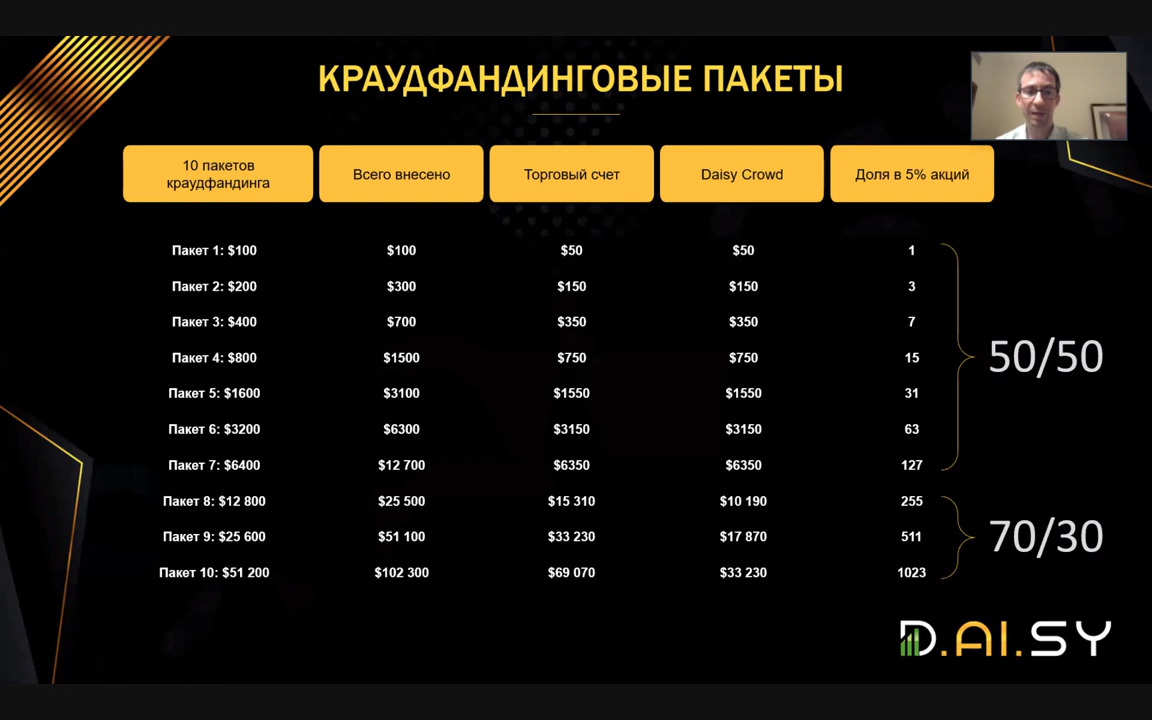 КРАУДФАНДИНГОВЫЕ ПАКЕТЫ
10 пакетов
краудфандинга
Всего внесено
Торговый счет
Daisy Crowd
Доля в 5% акций
Пакет 1: $100 $100 $50 $50 1
Пакет 2: $200 $300 $150 $150 3
Пакет 3: $400 $700 $350 $350 7
Пакет 4: $800 $1500 $750 $750 15
Пакет 5: $1600 $3100 $1550 $1550 31
Пакет 6: $3200 $6300 $3150 $3150 63
Пакет 7: $6400 $12 700 $6350 $6350 127
50/50
Пакет 8: $12 800 $25 500 $15 310 $10 190 255
Пакет 9: $25 600 $51 100 $33 230 $17 870 511
Пакет 10: $51 200 $102 300 $69 070 $33 230 1023
70/30
D.AI.SY